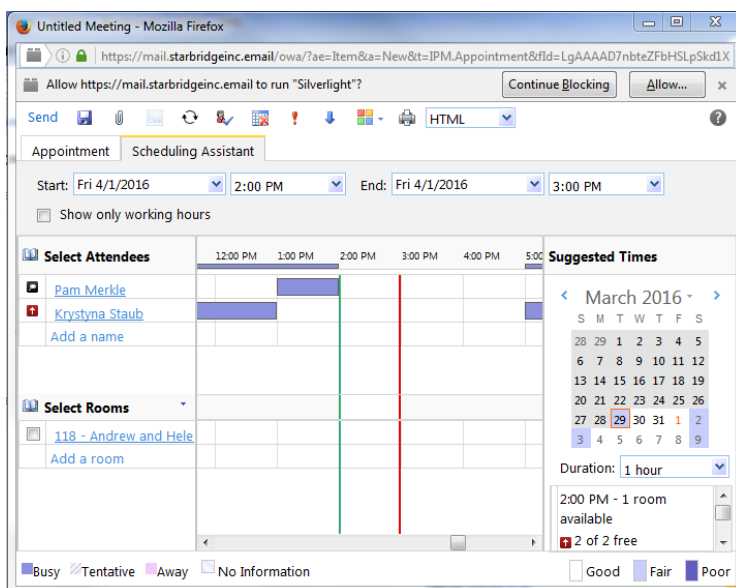 Untitled Meeting - Mozilla Firefox
https://mail.starbridgeinc.email/owa/?ae=Item&a=New&t=IPM.Appointment&fId=LgAAAAD7nbteZFbHSLpSkd1X
Allow https://mail.starbridgeinc.email to run "Silverlight"?
Continue Blocking
Allow...
Send
HTML
Appointment
Scheduling Assistant
Start: Fri 4/1/2016 2:00 PM End: Fri 4/1/2016 3:00 PM
Show only working hours
Select Attendees
12:00 PM 1:00 PM 2:00 PM 3:00 PM 4:00 PM 5:00
Pam Merkle
Krystyna Staub
Add a name
Select Rooms
118 - Andrew and Hele
Add a room
Suggested Times
March 2016
S M T W T F S
28 29 1 2 3 4 5
6 7 8 9 10 11 12
13 14 15 16 17 18 19
20 21 22 23 24 25 26
27 28 29 30 31 1 2
3 4 5 6 7 8 9
Duration: 1 hour
2:00 PM - 1 room
available
2 of 2 free
Busy Tentative Away No Information
Good Fair Poor